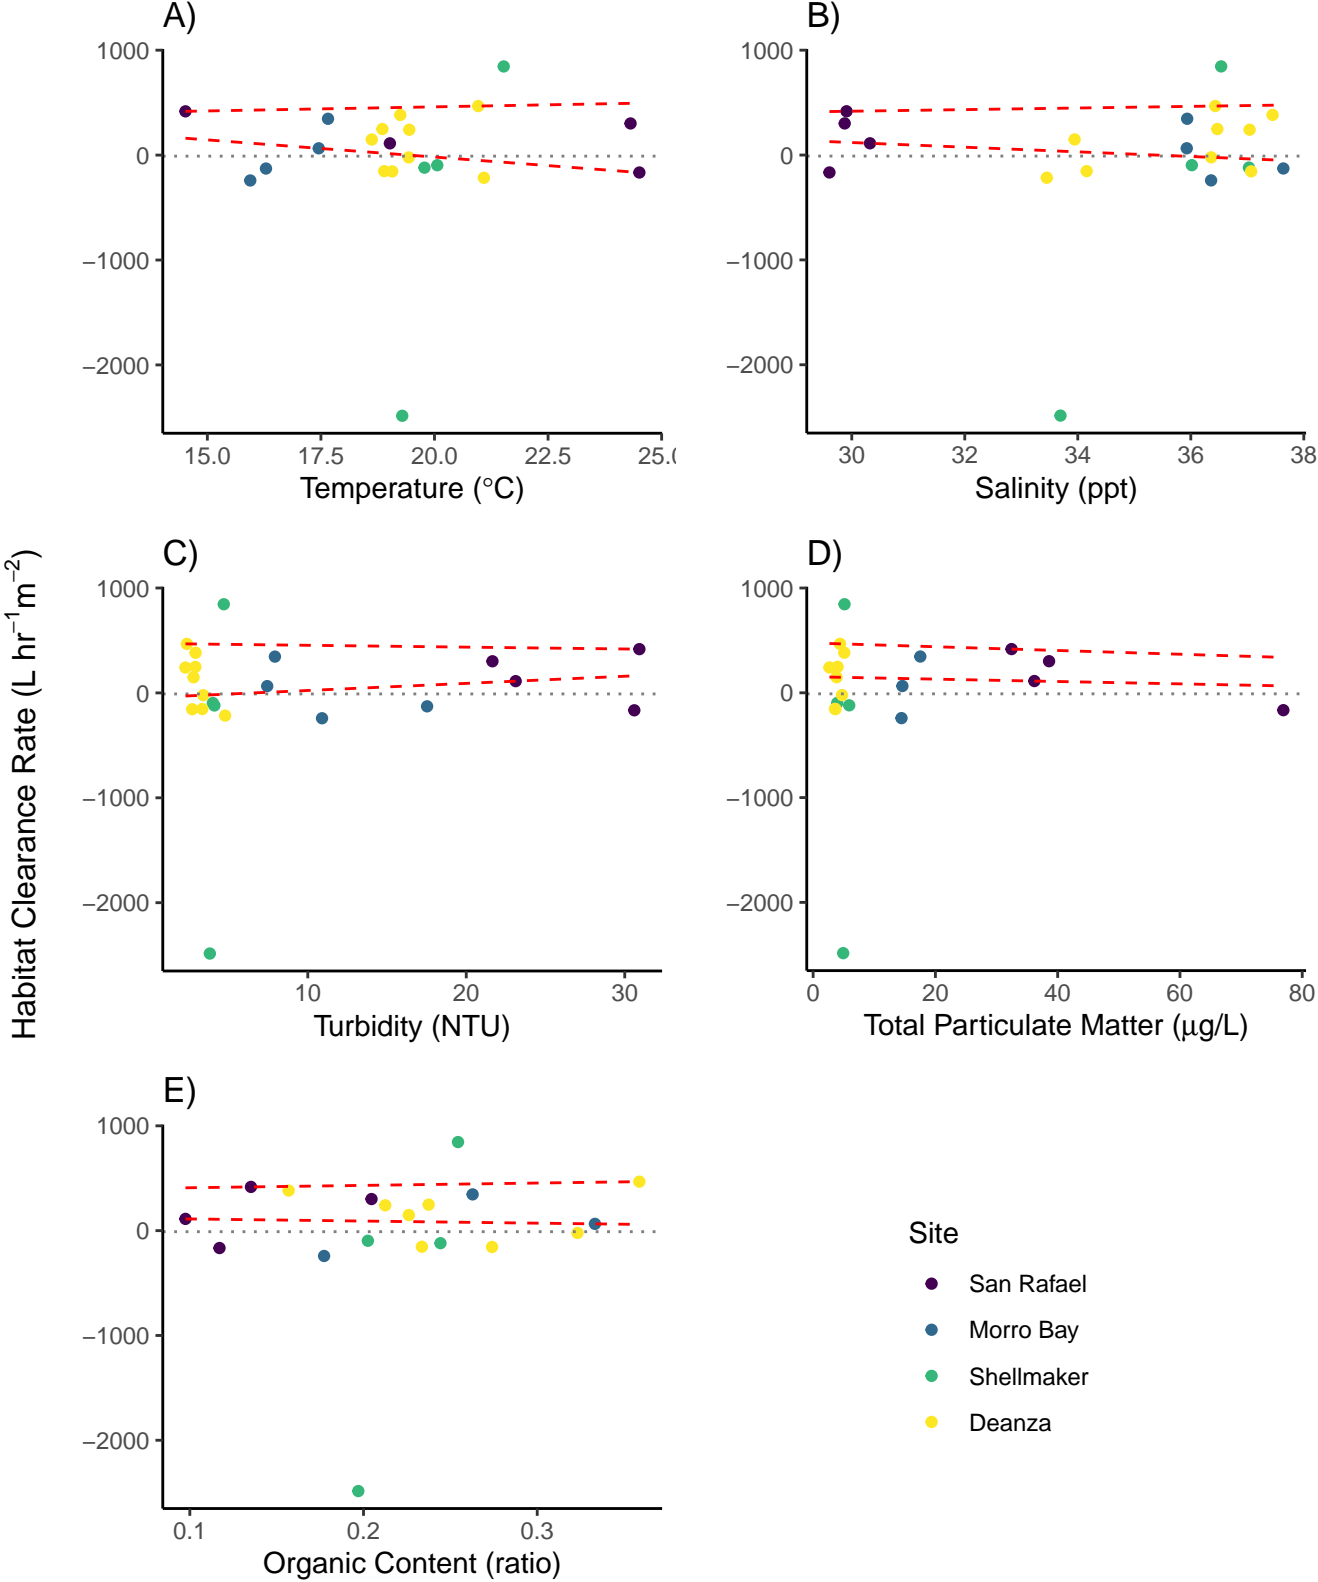 A)
1000
0
−1000
−2000
15.0 17.5 20.0 22.5 25.0
Temperature (°C)
B)
1000
0
−1000
−2000
30 32 34 36 38
Salinity (ppt)
Habitat Clearance Rate (L hr⁻¹m⁻²)
C)
1000
0
−1000
−2000
10 20 30
Turbidity (NTU)
D)
1000
0
−1000
−2000
0 20 40 60 80
Total Particulate Matter (μg/L)
E)
1000
0
−1000
−2000
0.1 0.2 0.3
Organic Content (ratio)
Site
San Rafael
Morro Bay
Shellmaker
Deanza